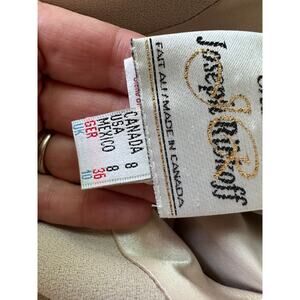 Joseph Ribkoff
FAIT AU/MADE IN CANADA
CANADA 8
USA 8
MEXICO 8
GER 36
UK 10